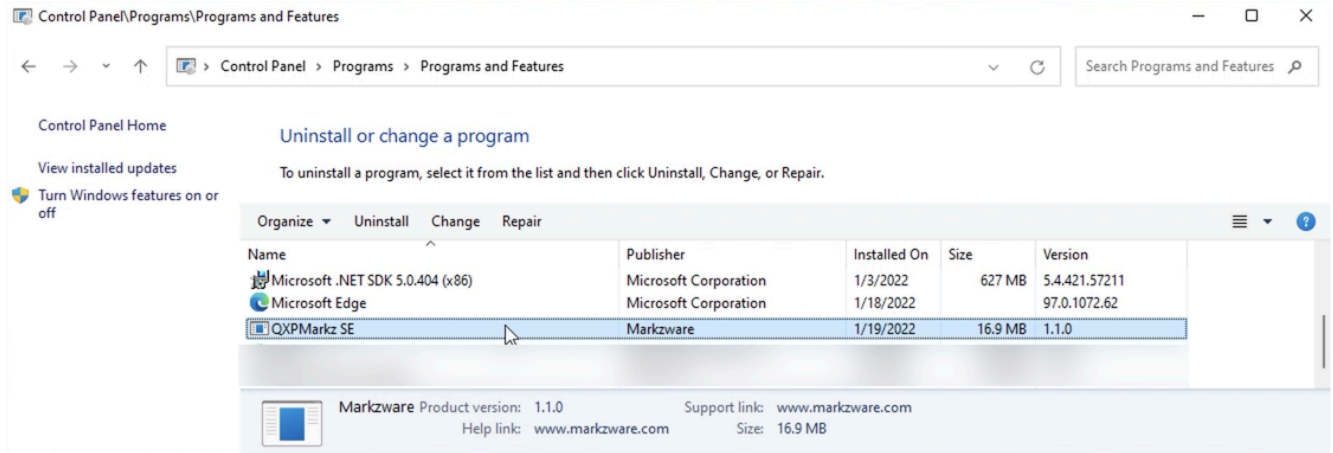 Control Panel\Programs\Programs and Features
Control Panel > Programs > Programs and Features
Search Programs and Features
Control Panel Home
View installed updates
Turn Windows features on or
off
Uninstall or change a program
To uninstall a program, select it from the list and then click Uninstall, Change, or Repair.
Organize Uninstall Change Repair
Name Publisher Installed On Size Version
Microsoft .NET SDK 5.0.404 (x86) Microsoft Corporation 1/3/2022 627 MB 5.4.421.57211
Microsoft Edge Microsoft Corporation 1/18/2022 97.0.1072.62
QXPMarkz SE Markzware 1/19/2022 16.9 MB 1.1.0
Markzware Product version: 1.1.0 Support link: www.markzware.com
Help link: www.markzware.com Size: 16.9 MB